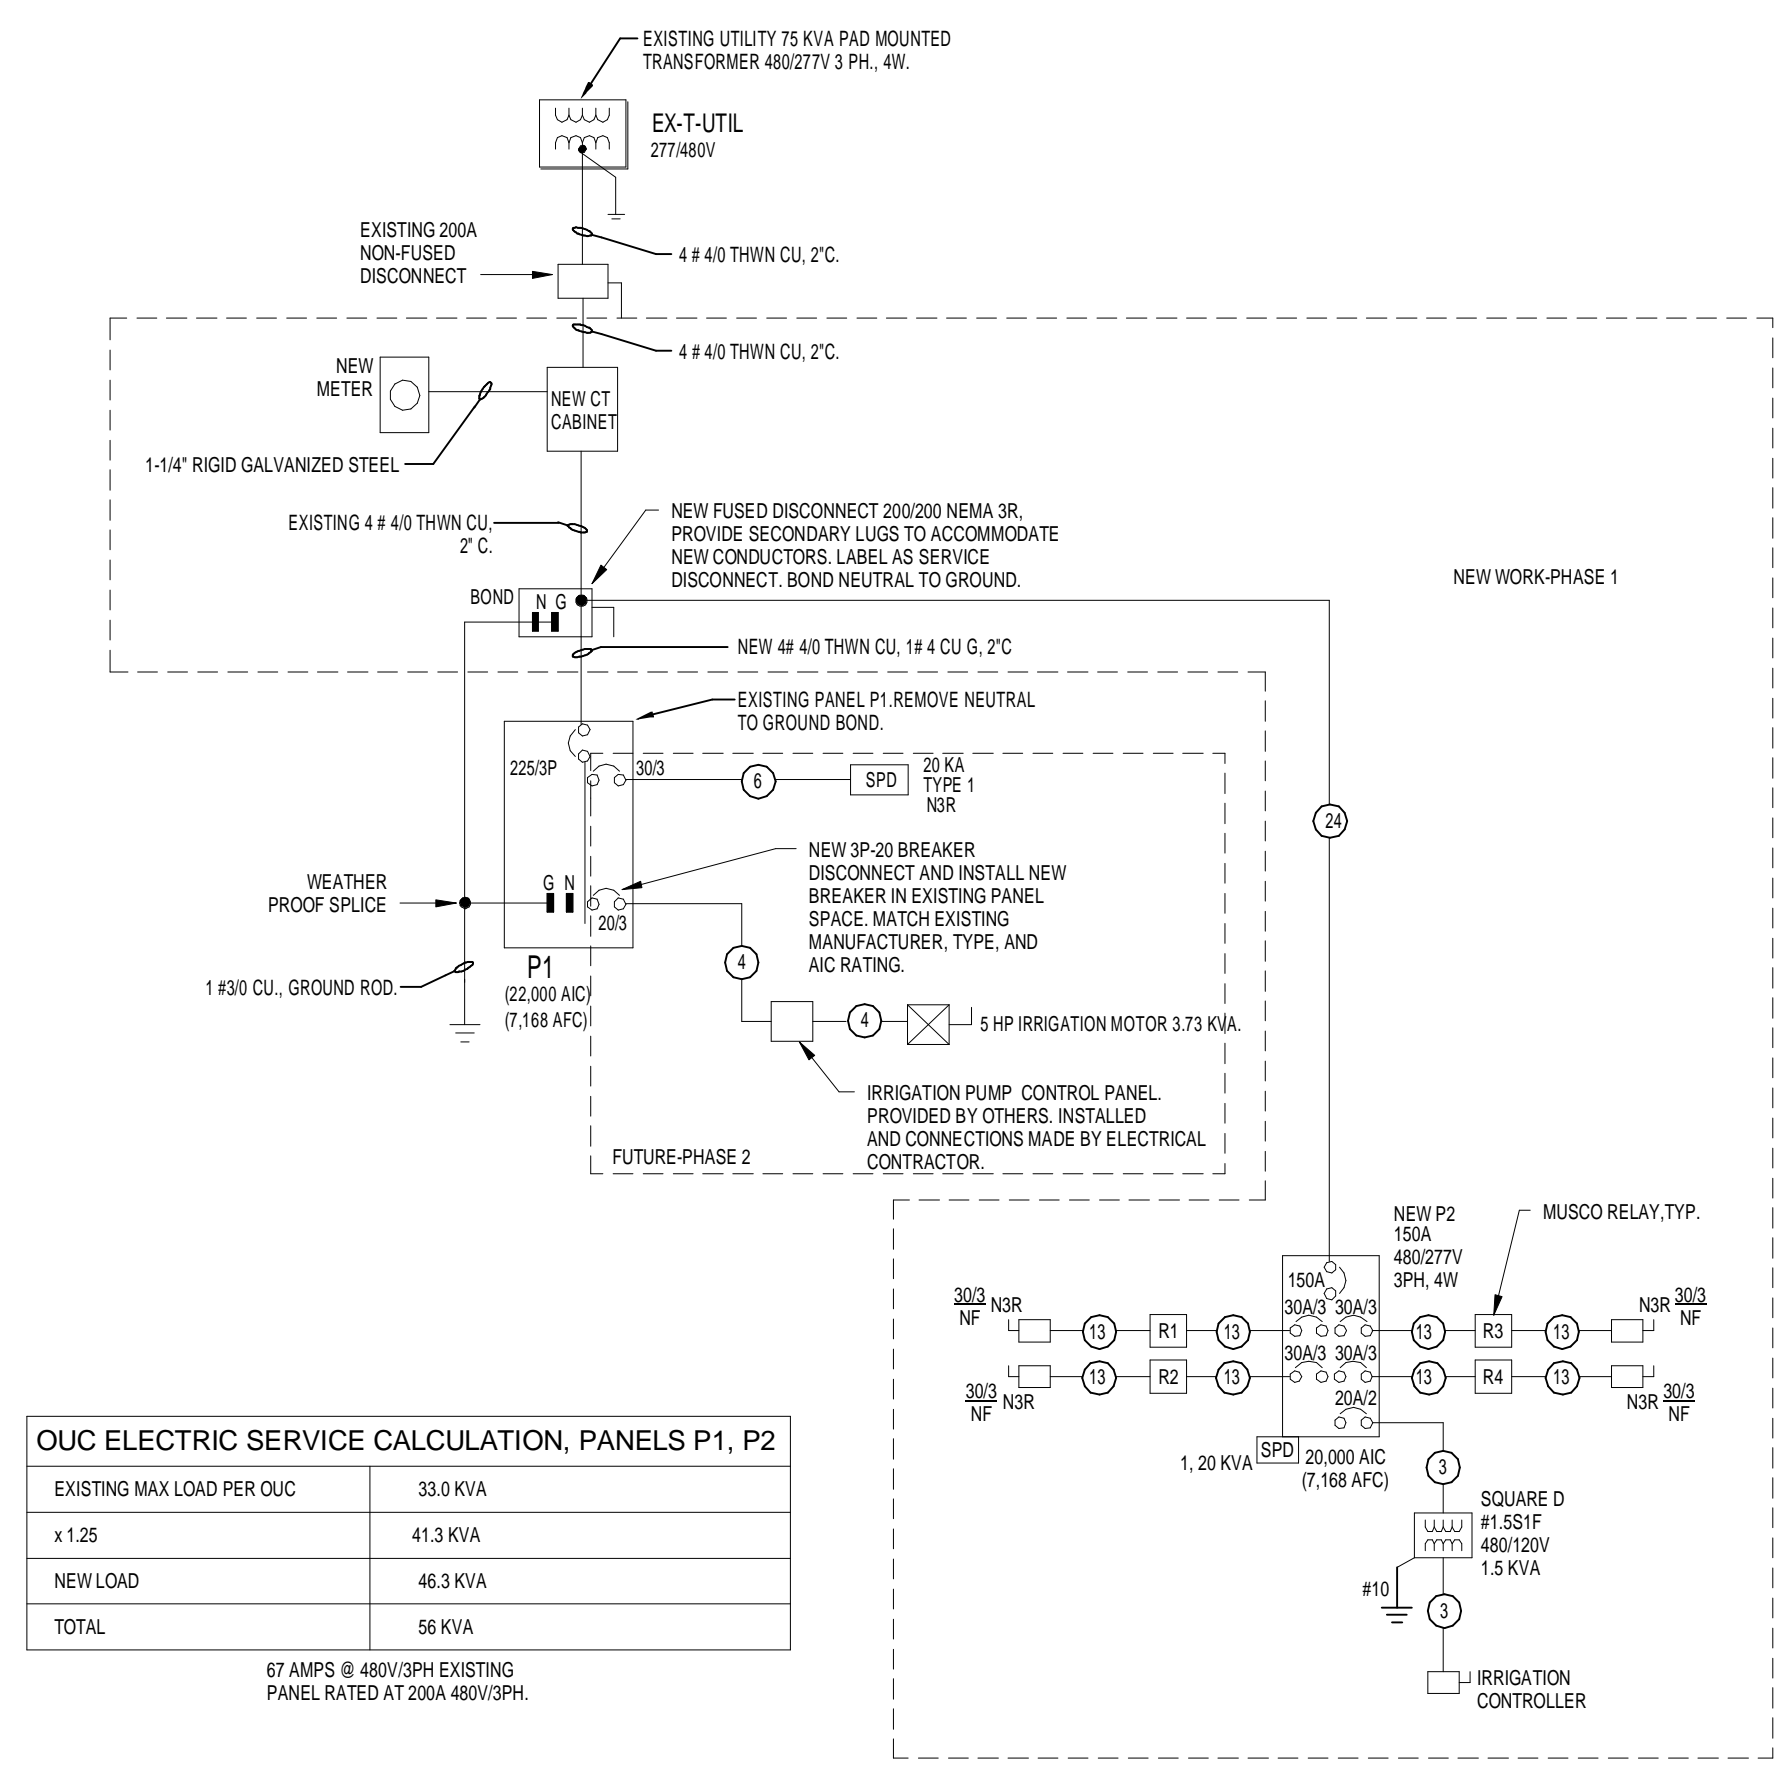 EXISTING UTILITY 75 KVA PAD MOUNTED
TRANSFORMER 480/277V 3 PH., 4W.
EX-T-UTIL
277/480V
EXISTING 200A
NON-FUSED
DISCONNECT
4 # 4/0 THWN CU, 2"C.
4 # 4/0 THWN CU, 2"C.
NEW
METER
NEW CT
CABINET
1-1/4" RIGID GALVANIZED STEEL
EXISTING 4 # 4/0 THWN CU,
2" C.
NEW FUSED DISCONNECT 200/200 NEMA 3R,
PROVIDE SECONDARY LUGS TO ACCOMMODATE
NEW CONDUCTORS. LABEL AS SERVICE
DISCONNECT. BOND NEUTRAL TO GROUND.
NEW WORK-PHASE 1
BOND
N G
NEW 4# 4/0 THWN CU, 1# 4 CU G, 2"C
EXISTING PANEL P1.REMOVE NEUTRAL
TO GROUND BOND.
225/3P
30/3
6
SPD
20 KA
TYPE 1
N3R
24
NEW 3P-20 BREAKER
DISCONNECT AND INSTALL NEW
BREAKER IN EXISTING PANEL
SPACE. MATCH EXISTING
MANUFACTURER, TYPE, AND
AIC RATING.
WEATHER
PROOF SPLICE
G N
20/3
4
P1
(22,000 AIC)
(7,168 AFC)
1 #3/0 CU., GROUND ROD.
4
5 HP IRRIGATION MOTOR 3.73 KVA.
IRRIGATION PUMP CONTROL PANEL.
PROVIDED BY OTHERS. INSTALLED
AND CONNECTIONS MADE BY ELECTRICAL
CONTRACTOR.
FUTURE-PHASE 2
NEW P2
150A
480/277V
3PH, 4W
MUSCO RELAY,TYP.
150A
30A/3 30A/3
30/3
NF
N3R
13
R1
13
13
R3
13
N3R
30/3
NF
30A/3 30A/3
30/3
NF
N3R
13
R2
13
13
R4
13
N3R
30/3
NF
20A/2
1, 20 KVA
SPD
20,000 AIC
(7,168 AFC)
3
SQUARE D
#1.5S1F
480/120V
1.5 KVA
#10
3
IRRIGATION
CONTROLLER
OUC ELECTRIC SERVICE CALCULATION, PANELS P1, P2
EXISTING MAX LOAD PER OUC 33.0 KVA
x 1.25 41.3 KVA
NEW LOAD 46.3 KVA
TOTAL 56 KVA
67 AMPS @ 480V/3PH EXISTING
PANEL RATED AT 200A 480V/3PH.